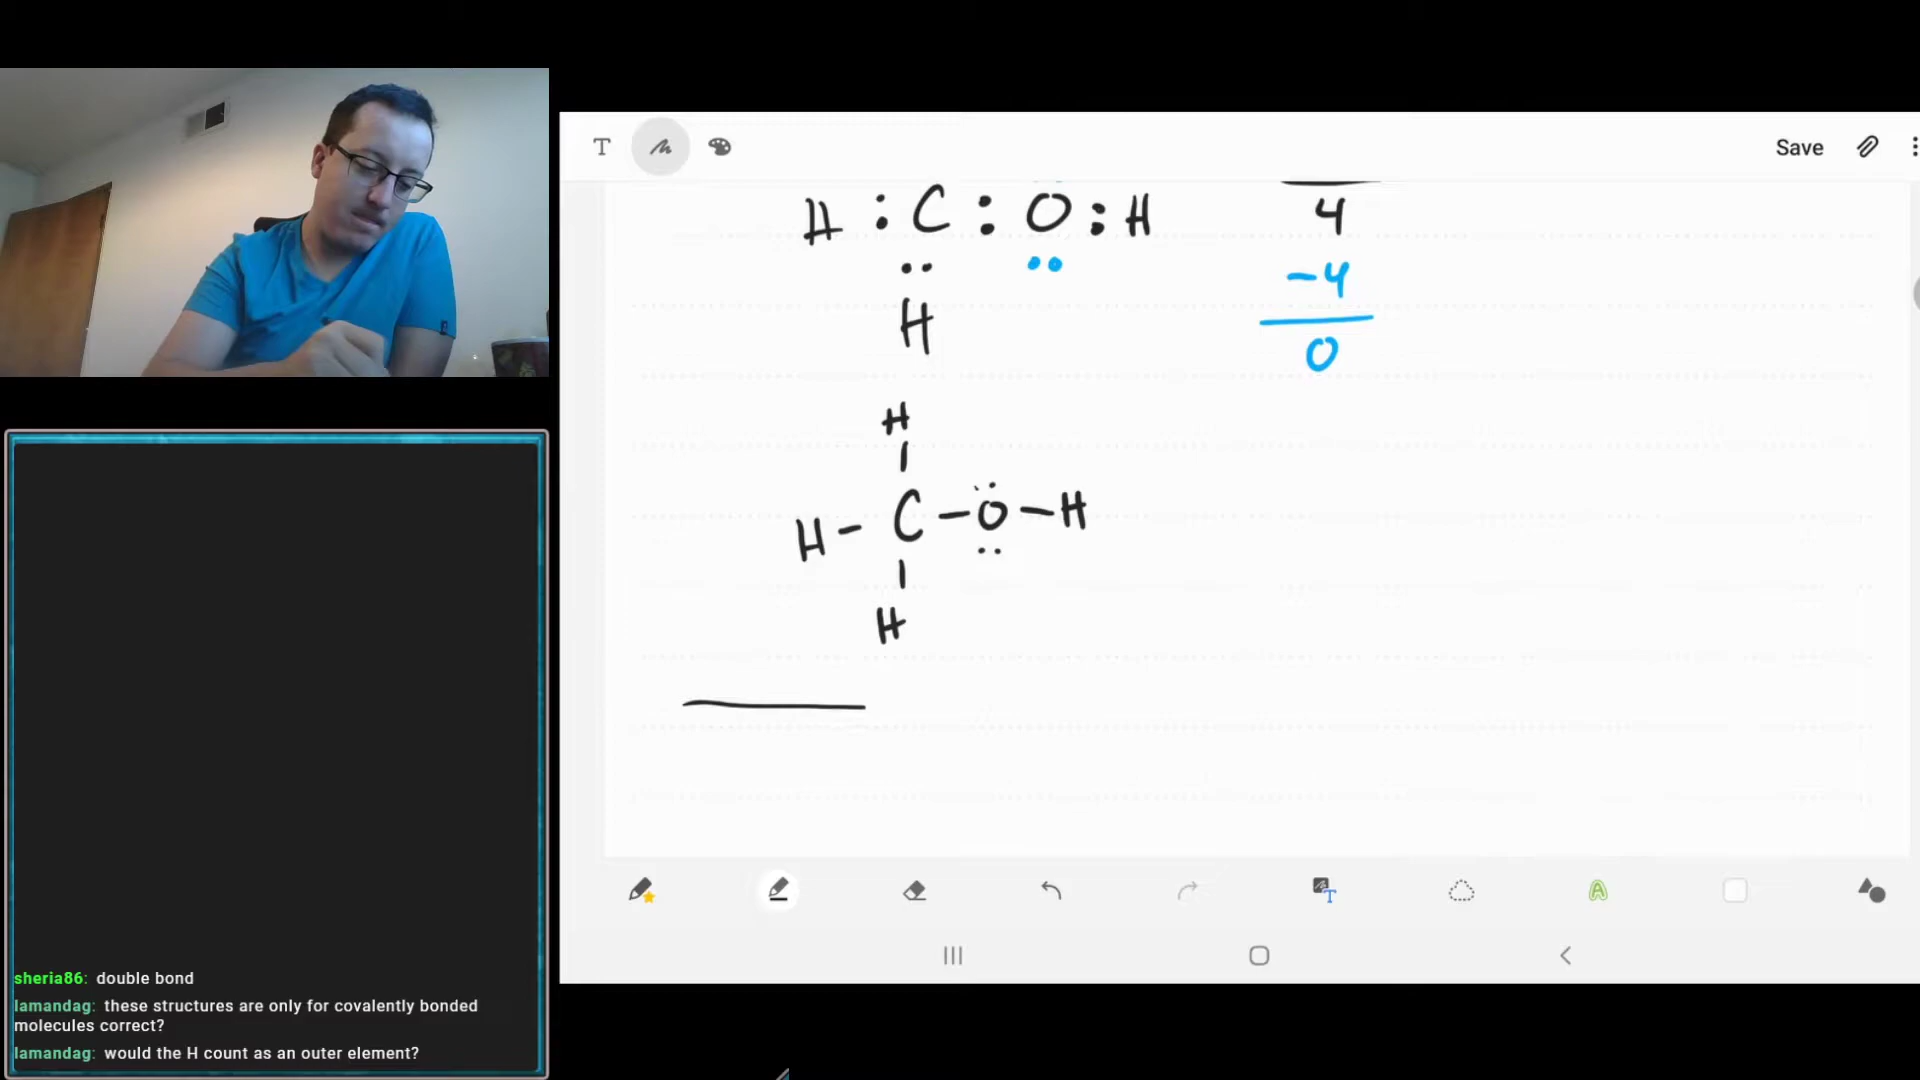 T Save
H : C : O : H
4
-4
H
0
H
H - C - O - H
H
sheria86: double bond
lamandag: these structures are only for covalently bonded
molecules correct?
lamandag: would the H count as an outer element?
T
A